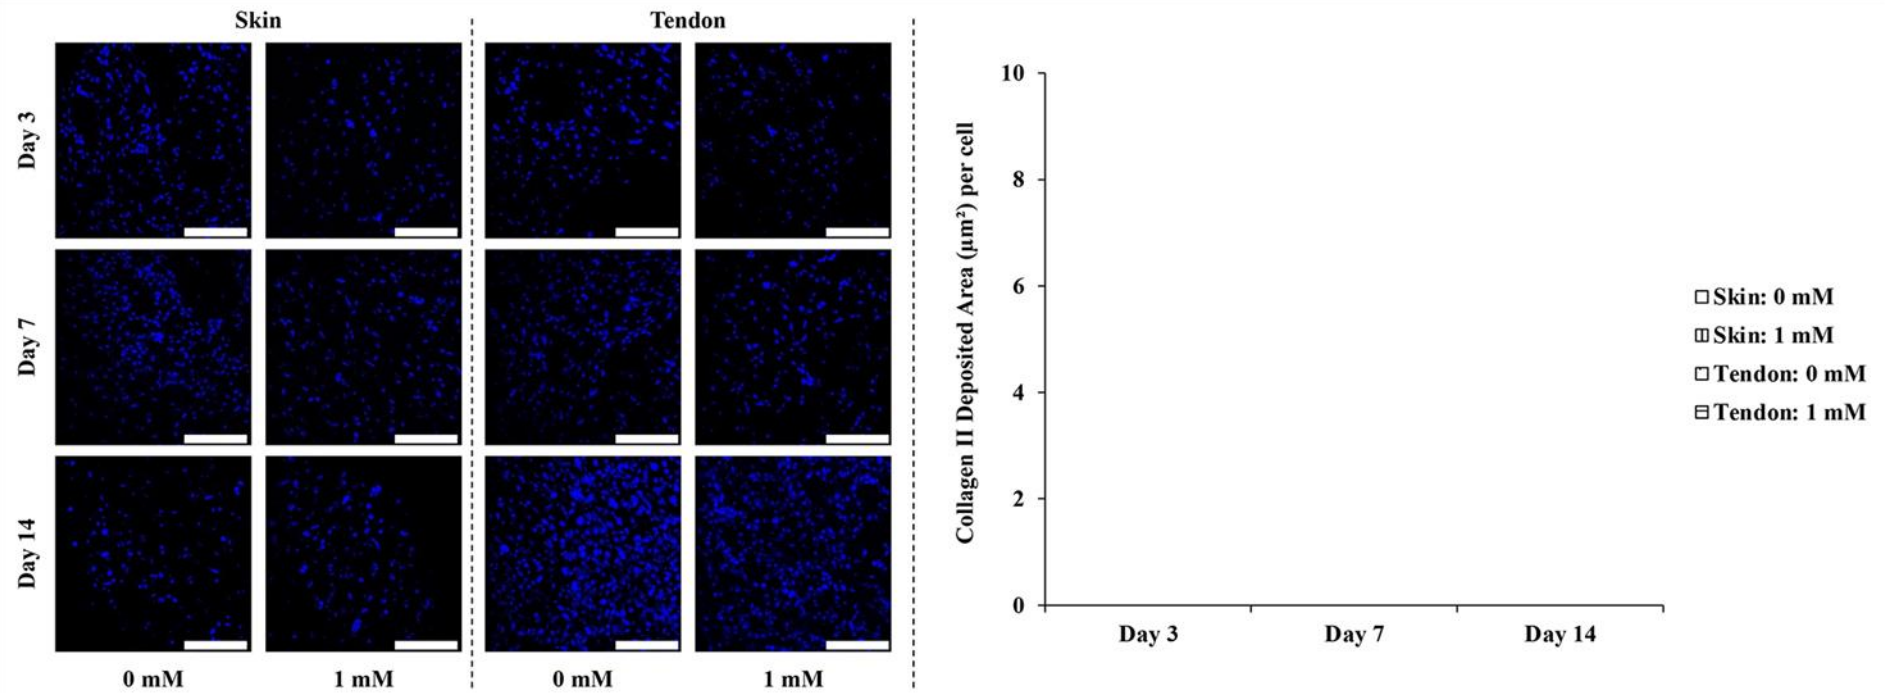 Skin
Tendon
Day 3
Day 7
Day 14
0 mM
1 mM
0 mM
1 mM
Collagen II Deposited Area (μm²) per cell
10
8
6
4
2
0
Day 3
Day 7
Day 14
Skin: 0 mM
Skin: 1 mM
Tendon: 0 mM
Tendon: 1 mM